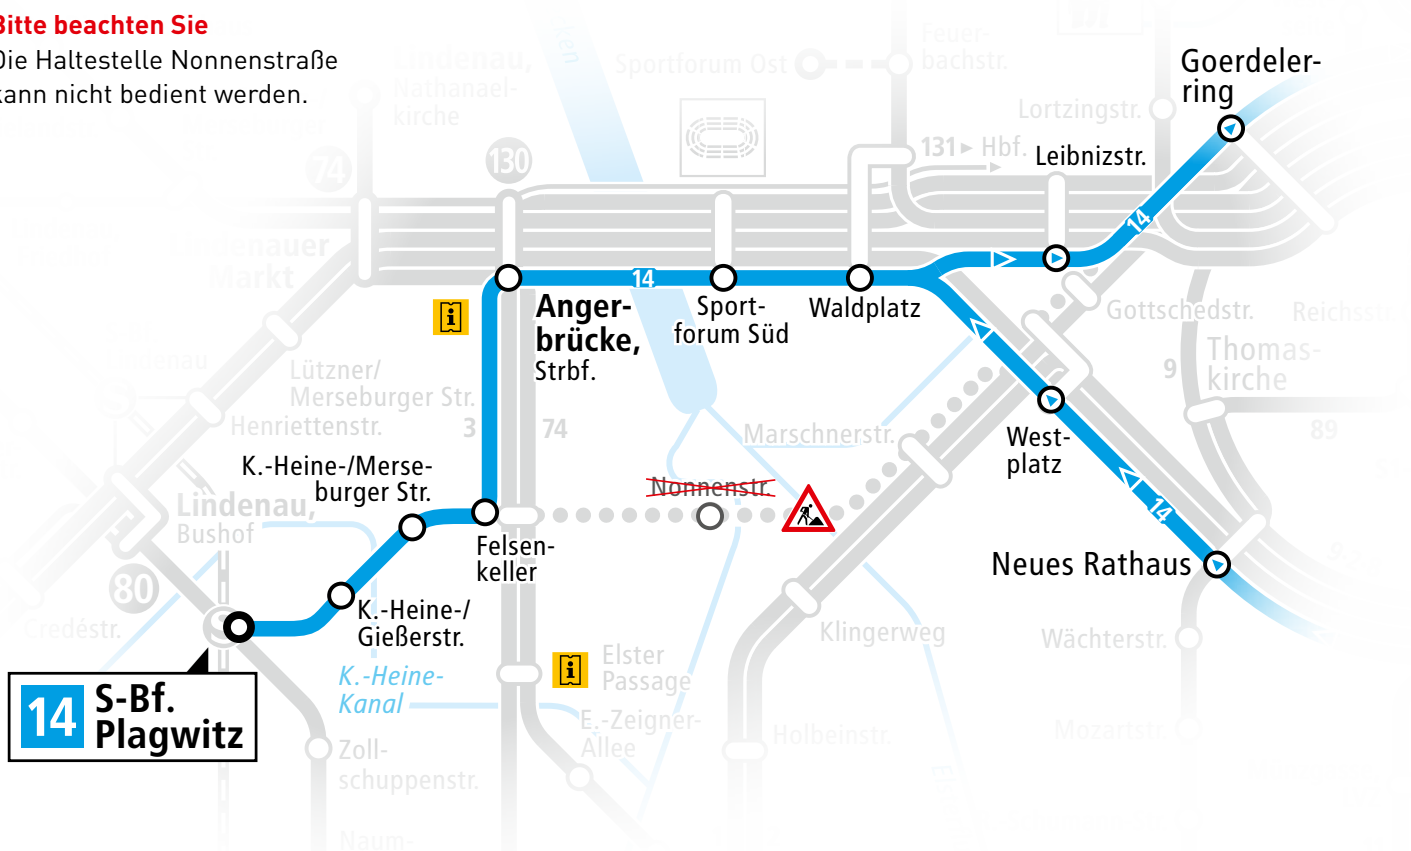 Bitte beachten Sie
Die Haltestelle Nonnenstraße
kann nicht bedient werden.
Lindenau,
Nathanael-
kirche
Sportforum Ost
Feuer-
bachstr.
Goerdeler-
ring
Lortzingstr.
131 ▸ Hbf.
Leibnizstr.
74
130
14
Lindenauer
Markt
14
Anger-
brücke,
Strbf.
Sport-
forum Süd
Waldplatz
Gottschedstr.
Reichsstr.
Thomas-
kirche
9
89
Lindenau
Lützner/
Merseburger Str.
Henriettenstr.
3
74
Marschnerstr.
West-
platz
K.-Heine-/Merse-
burger Str.
Nonnenstr.
Lindenau,
Bushof
14
Felsen-
keller
Neues Rathaus
80
K.-Heine-/
Gießerstr.
Credéstr.
Klingerweg
Wächterstr.
K.-Heine-
Kanal
Elster
Passage
14
S-Bf.
Plagwitz
E.-Zeigner-
Allee
Holbeinstr.
Mozartstr.
Zoll-
schuppenstr.
Naum-